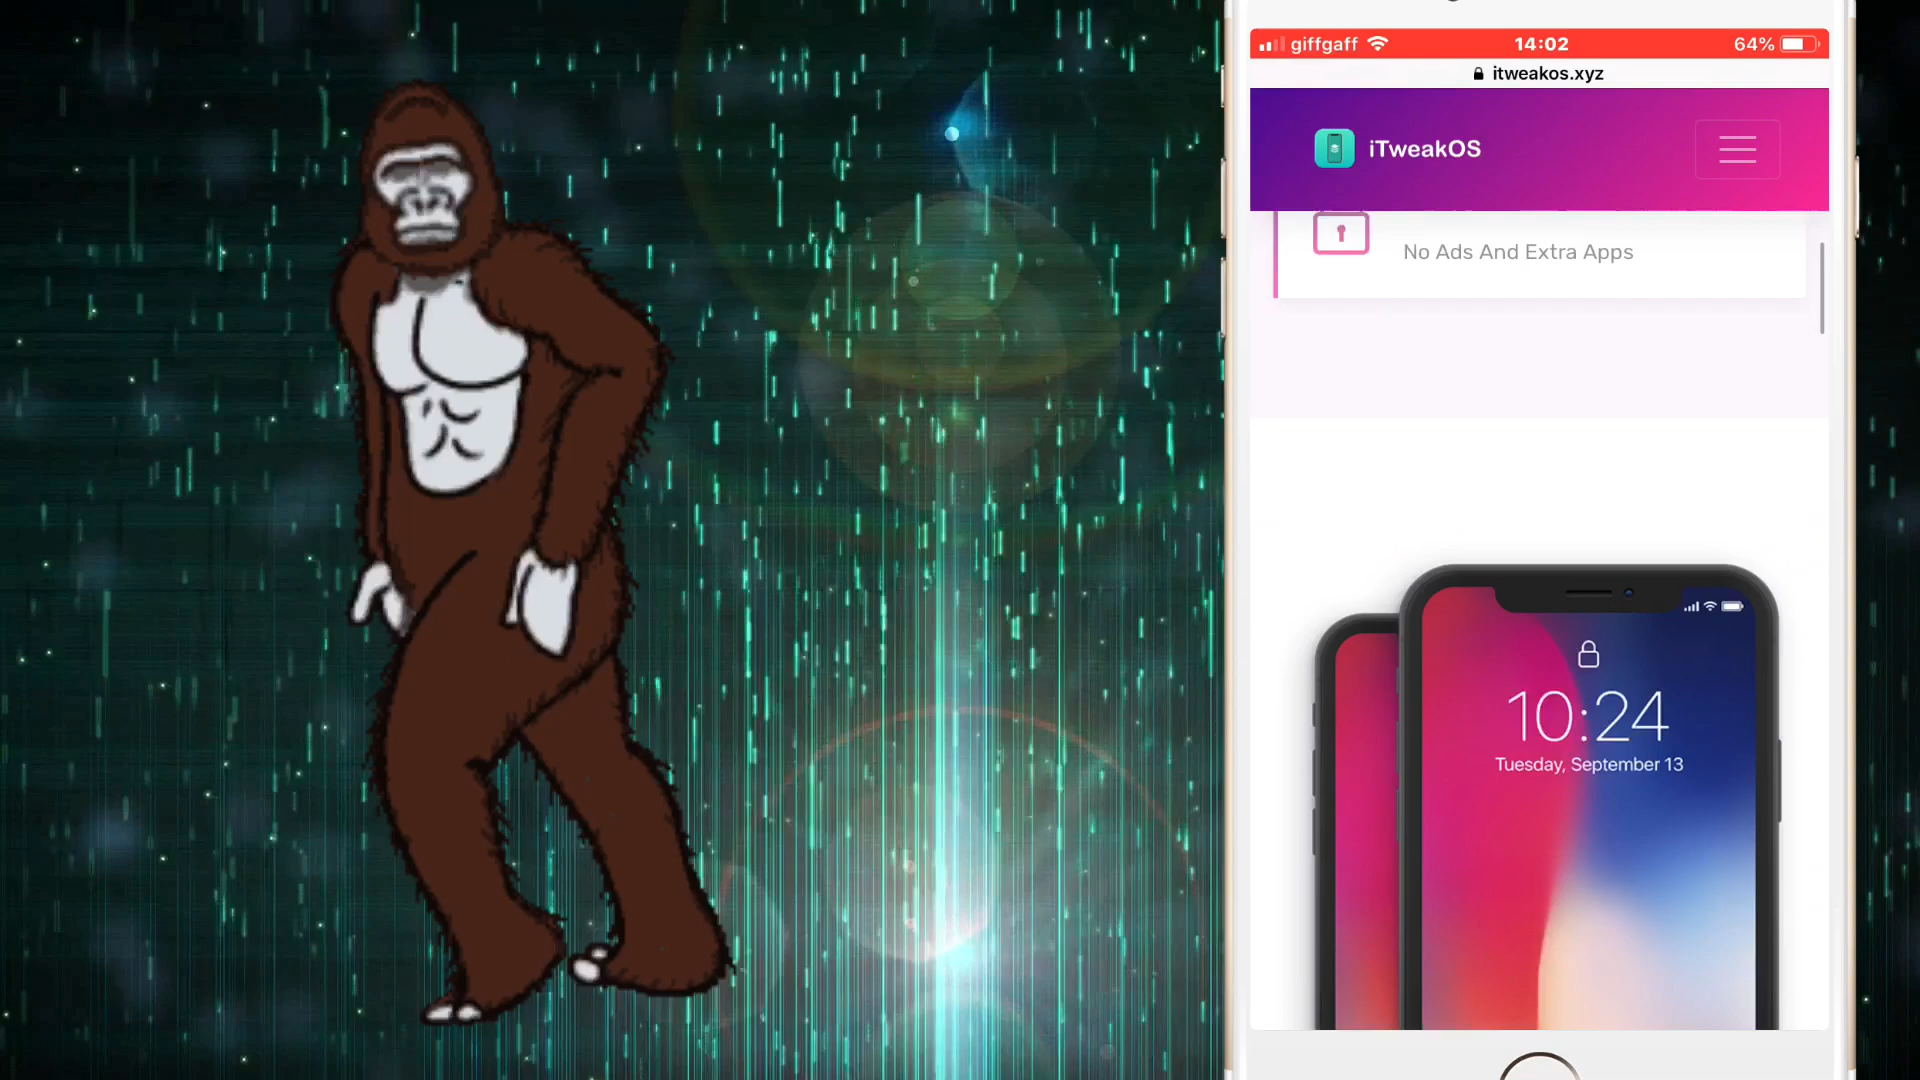 giffgaff 14:02 64%
itweakos.xyz
iTweakOS
No Ads And Extra Apps
10:24
Tuesday, September 13